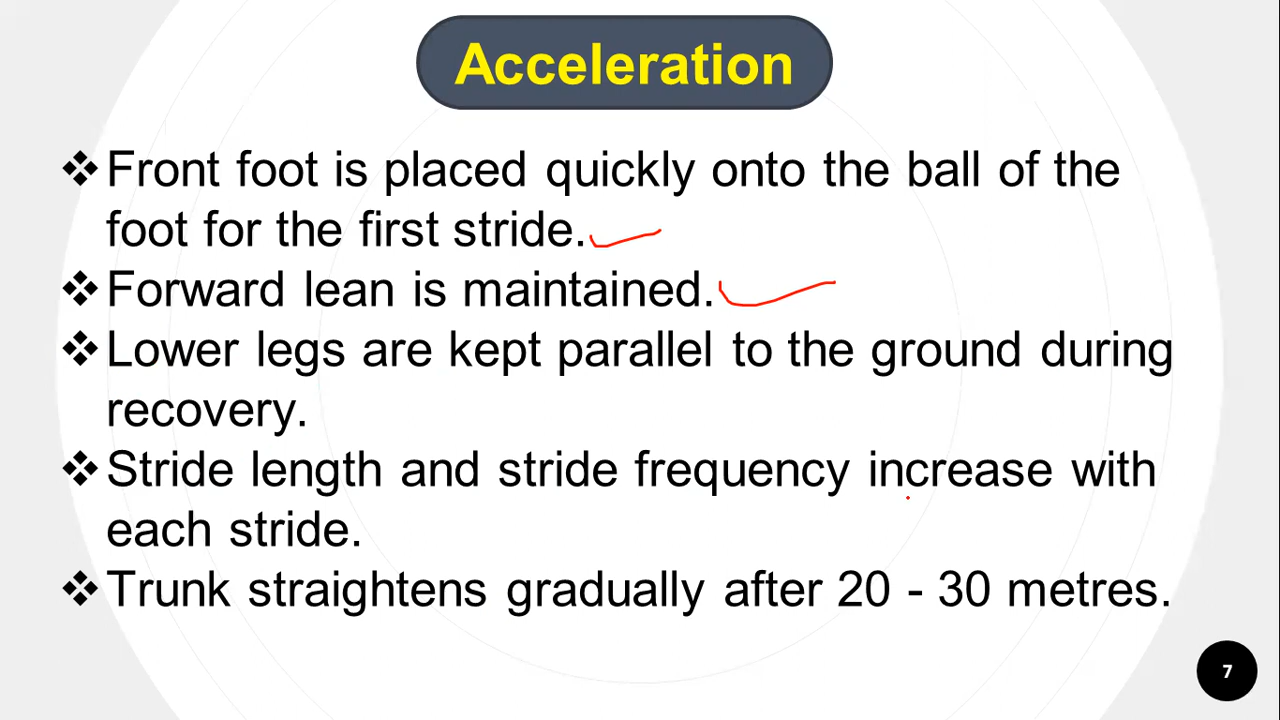 Acceleration
❖Front foot is placed quickly onto the ball of the
foot for the first stride.
❖Forward lean is maintained.
❖Lower legs are kept parallel to the ground during
recovery.
❖Stride length and stride frequency increase with
each stride.
❖Trunk straightens gradually after 20 - 30 metres.
7